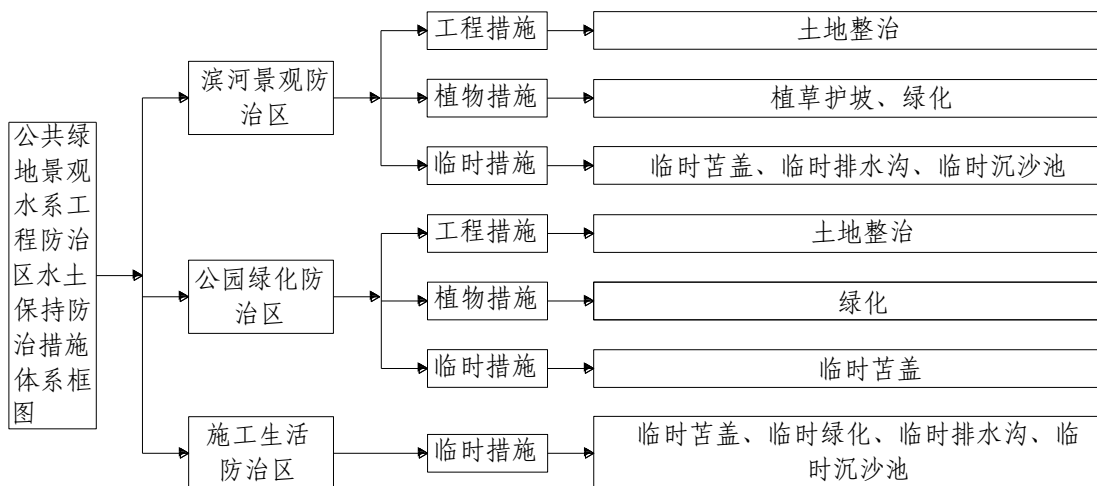 公共绿
地景观
水系工
程防治
区水土
保持防
治措施
体系框
图
滨河景观防
治区
工程措施
土地整治
植物措施
植草护坡、绿化
临时措施
临时苫盖、临时排水沟、临时沉沙池
公园绿化防
治区
工程措施
土地整治
植物措施
绿化
临时措施
临时苫盖
施工生活
防治区
临时措施
临时苫盖、临时绿化、临时排水沟、临
时沉沙池